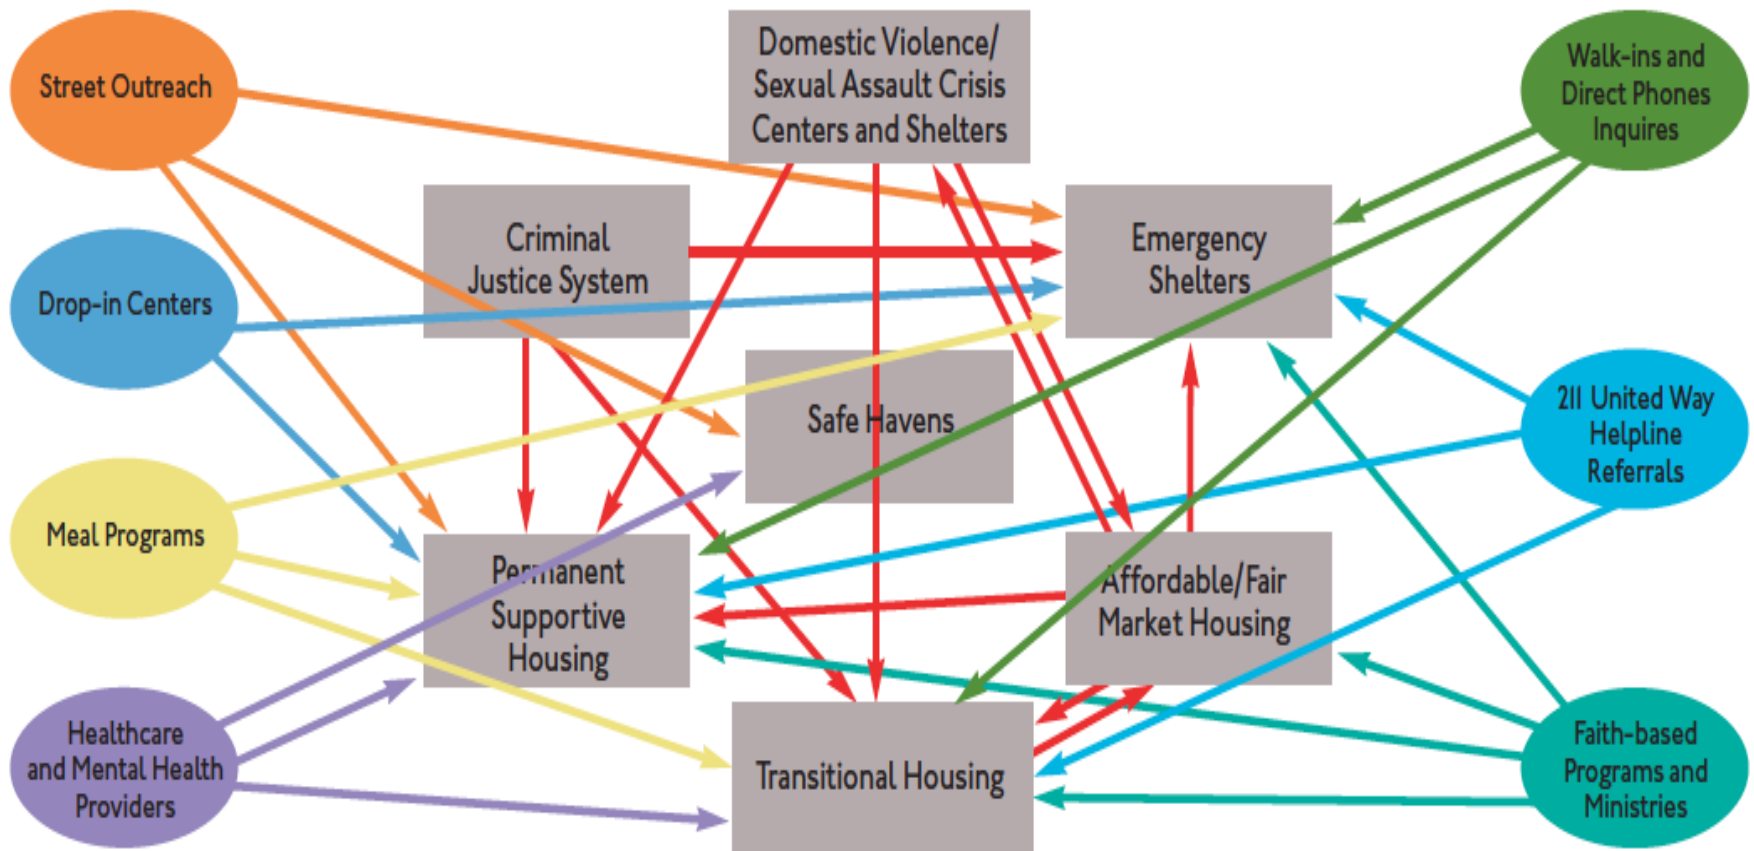 Street Outreach
Domestic Violence/
Sexual Assault Crisis
Centers and Shelters
Walk-ins and
Direct Phones
Inquires
Criminal
Justice System
Emergency
Shelters
Drop-in Centers
Safe Havens
211 United Way
Helpline
Referrals
Meal Programs
Permanent
Supportive
Housing
Affordable/Fair
Market Housing
Healthcare
and Mental Health
Providers
Transitional Housing
Faith-based
Programs and
Ministries